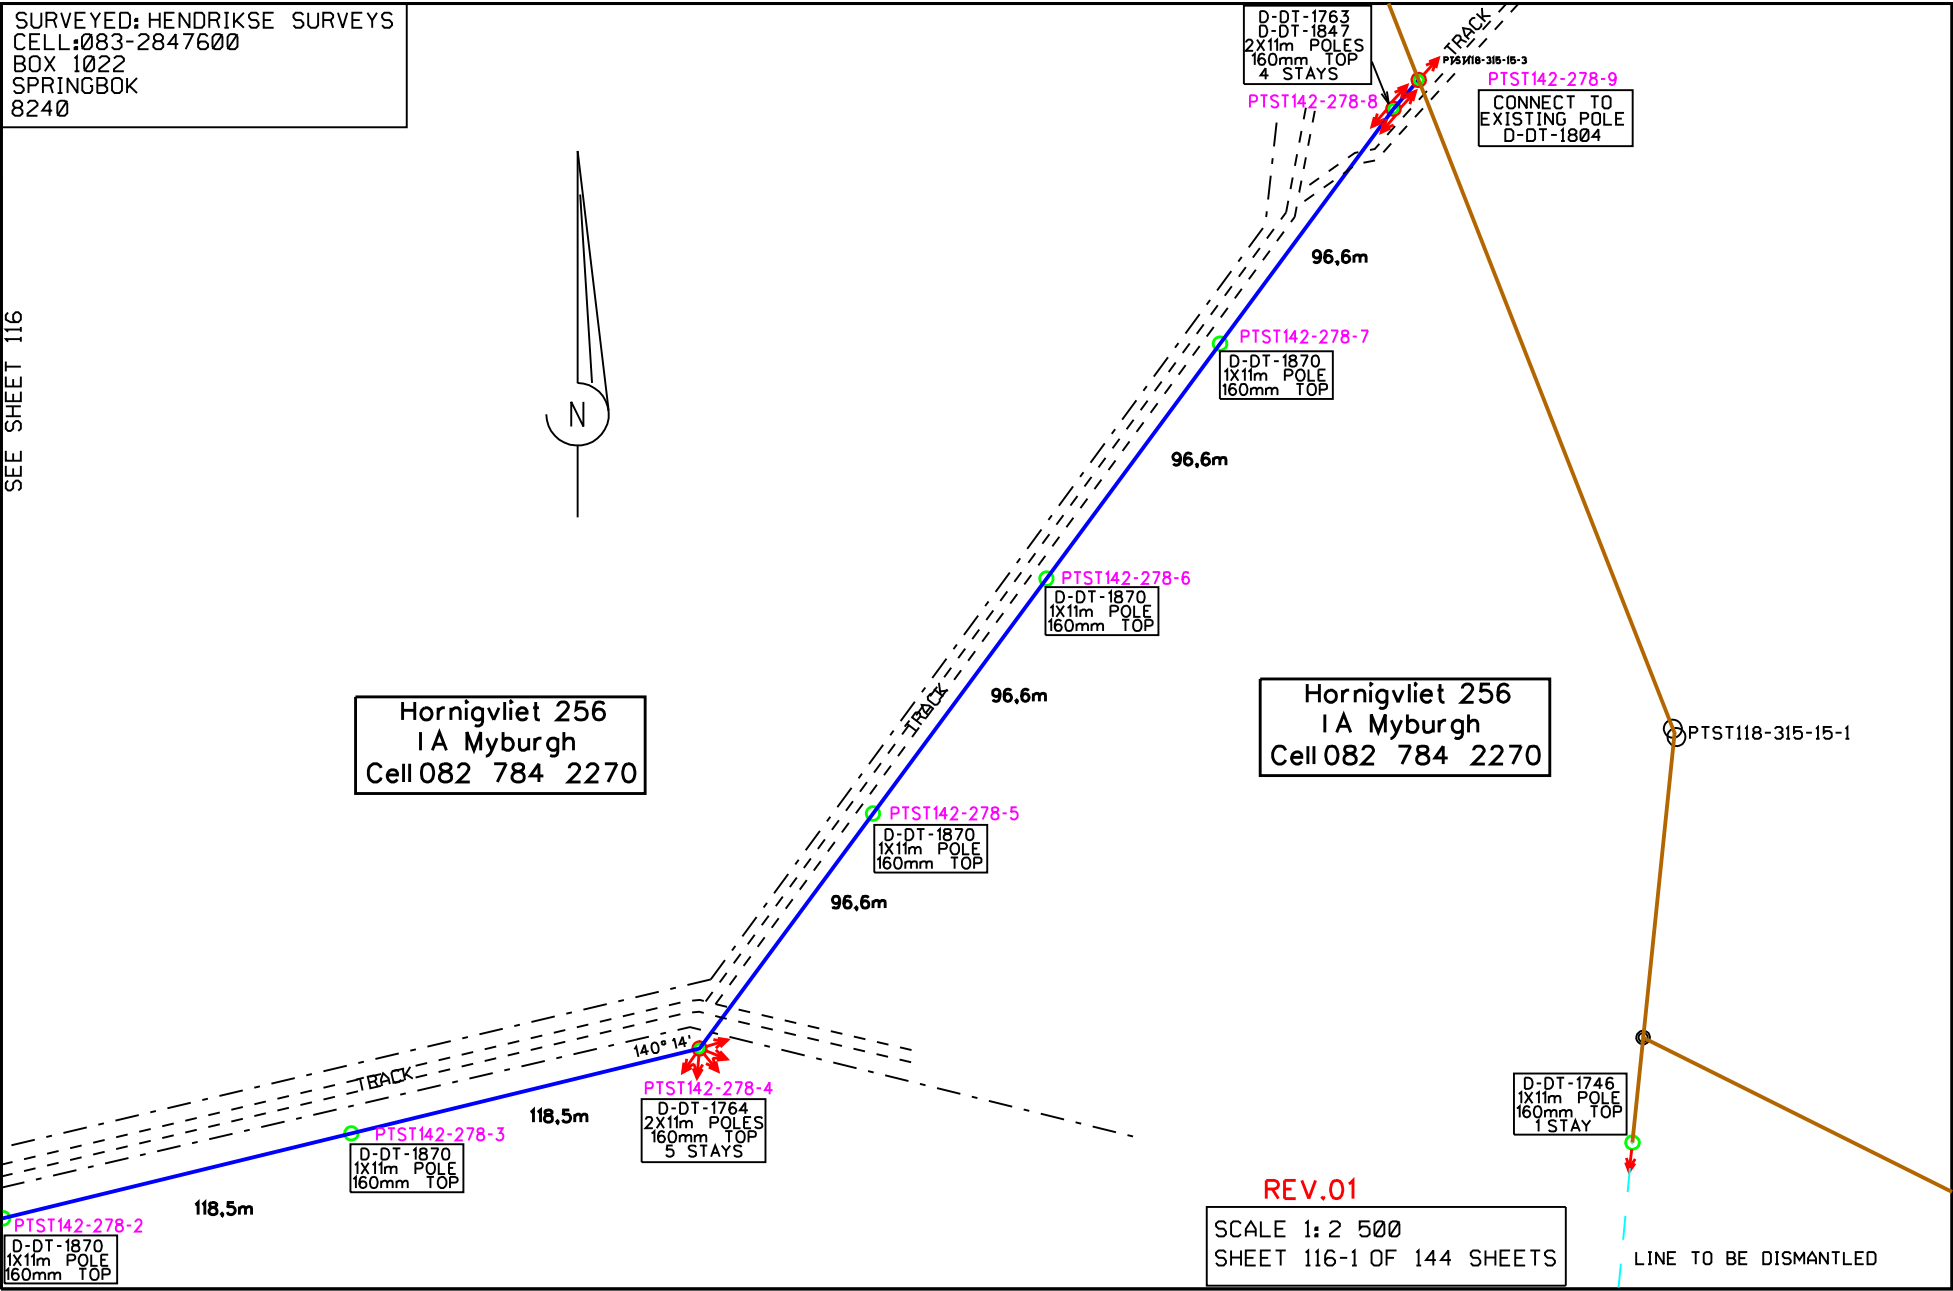 SURVEYED: HENDRIKSE SURVEYS
CELL:083-2847600
BOX 1022
SPRINGBOK
8240
D-DT-1763
D-DT-1847
2X11m POLES
160mm TOP
4 STAYS
TRACK
PTST118-315-15-3
PTST142-278-9
CONNECT TO
EXISTING POLE
D-DT-1804
PTST142-278-8
96,6m
SEE SHEET 116
N
PTST142-278-7
D-DT-1870
1X11m POLE
160mm TOP
96,6m
PTST142-278-6
D-DT-1870
1X11m POLE
160mm TOP
96,6m
TRACK
Hornigvliet 256
I A Myburgh
Cell 082 784 2270
Hornigvliet 256
I A Myburgh
Cell 082 784 2270
PTST118-315-15-1
PTST142-278-5
D-DT-1870
1X11m POLE
160mm TOP
96,6m
140° 14'
TRACK
PTST142-278-4
D-DT-1764
2X11m POLES
160mm TOP
5 STAYS
118,5m
PTST142-278-3
D-DT-1870
1X11m POLE
160mm TOP
118,5m
PTST142-278-2
D-DT-1870
1X11m POLE
160mm TOP
D-DT-1746
1X11m POLE
160mm TOP
1 STAY
REV.01
SCALE 1: 2 500
SHEET 116-1 OF 144 SHEETS
LINE TO BE DISMANTLED